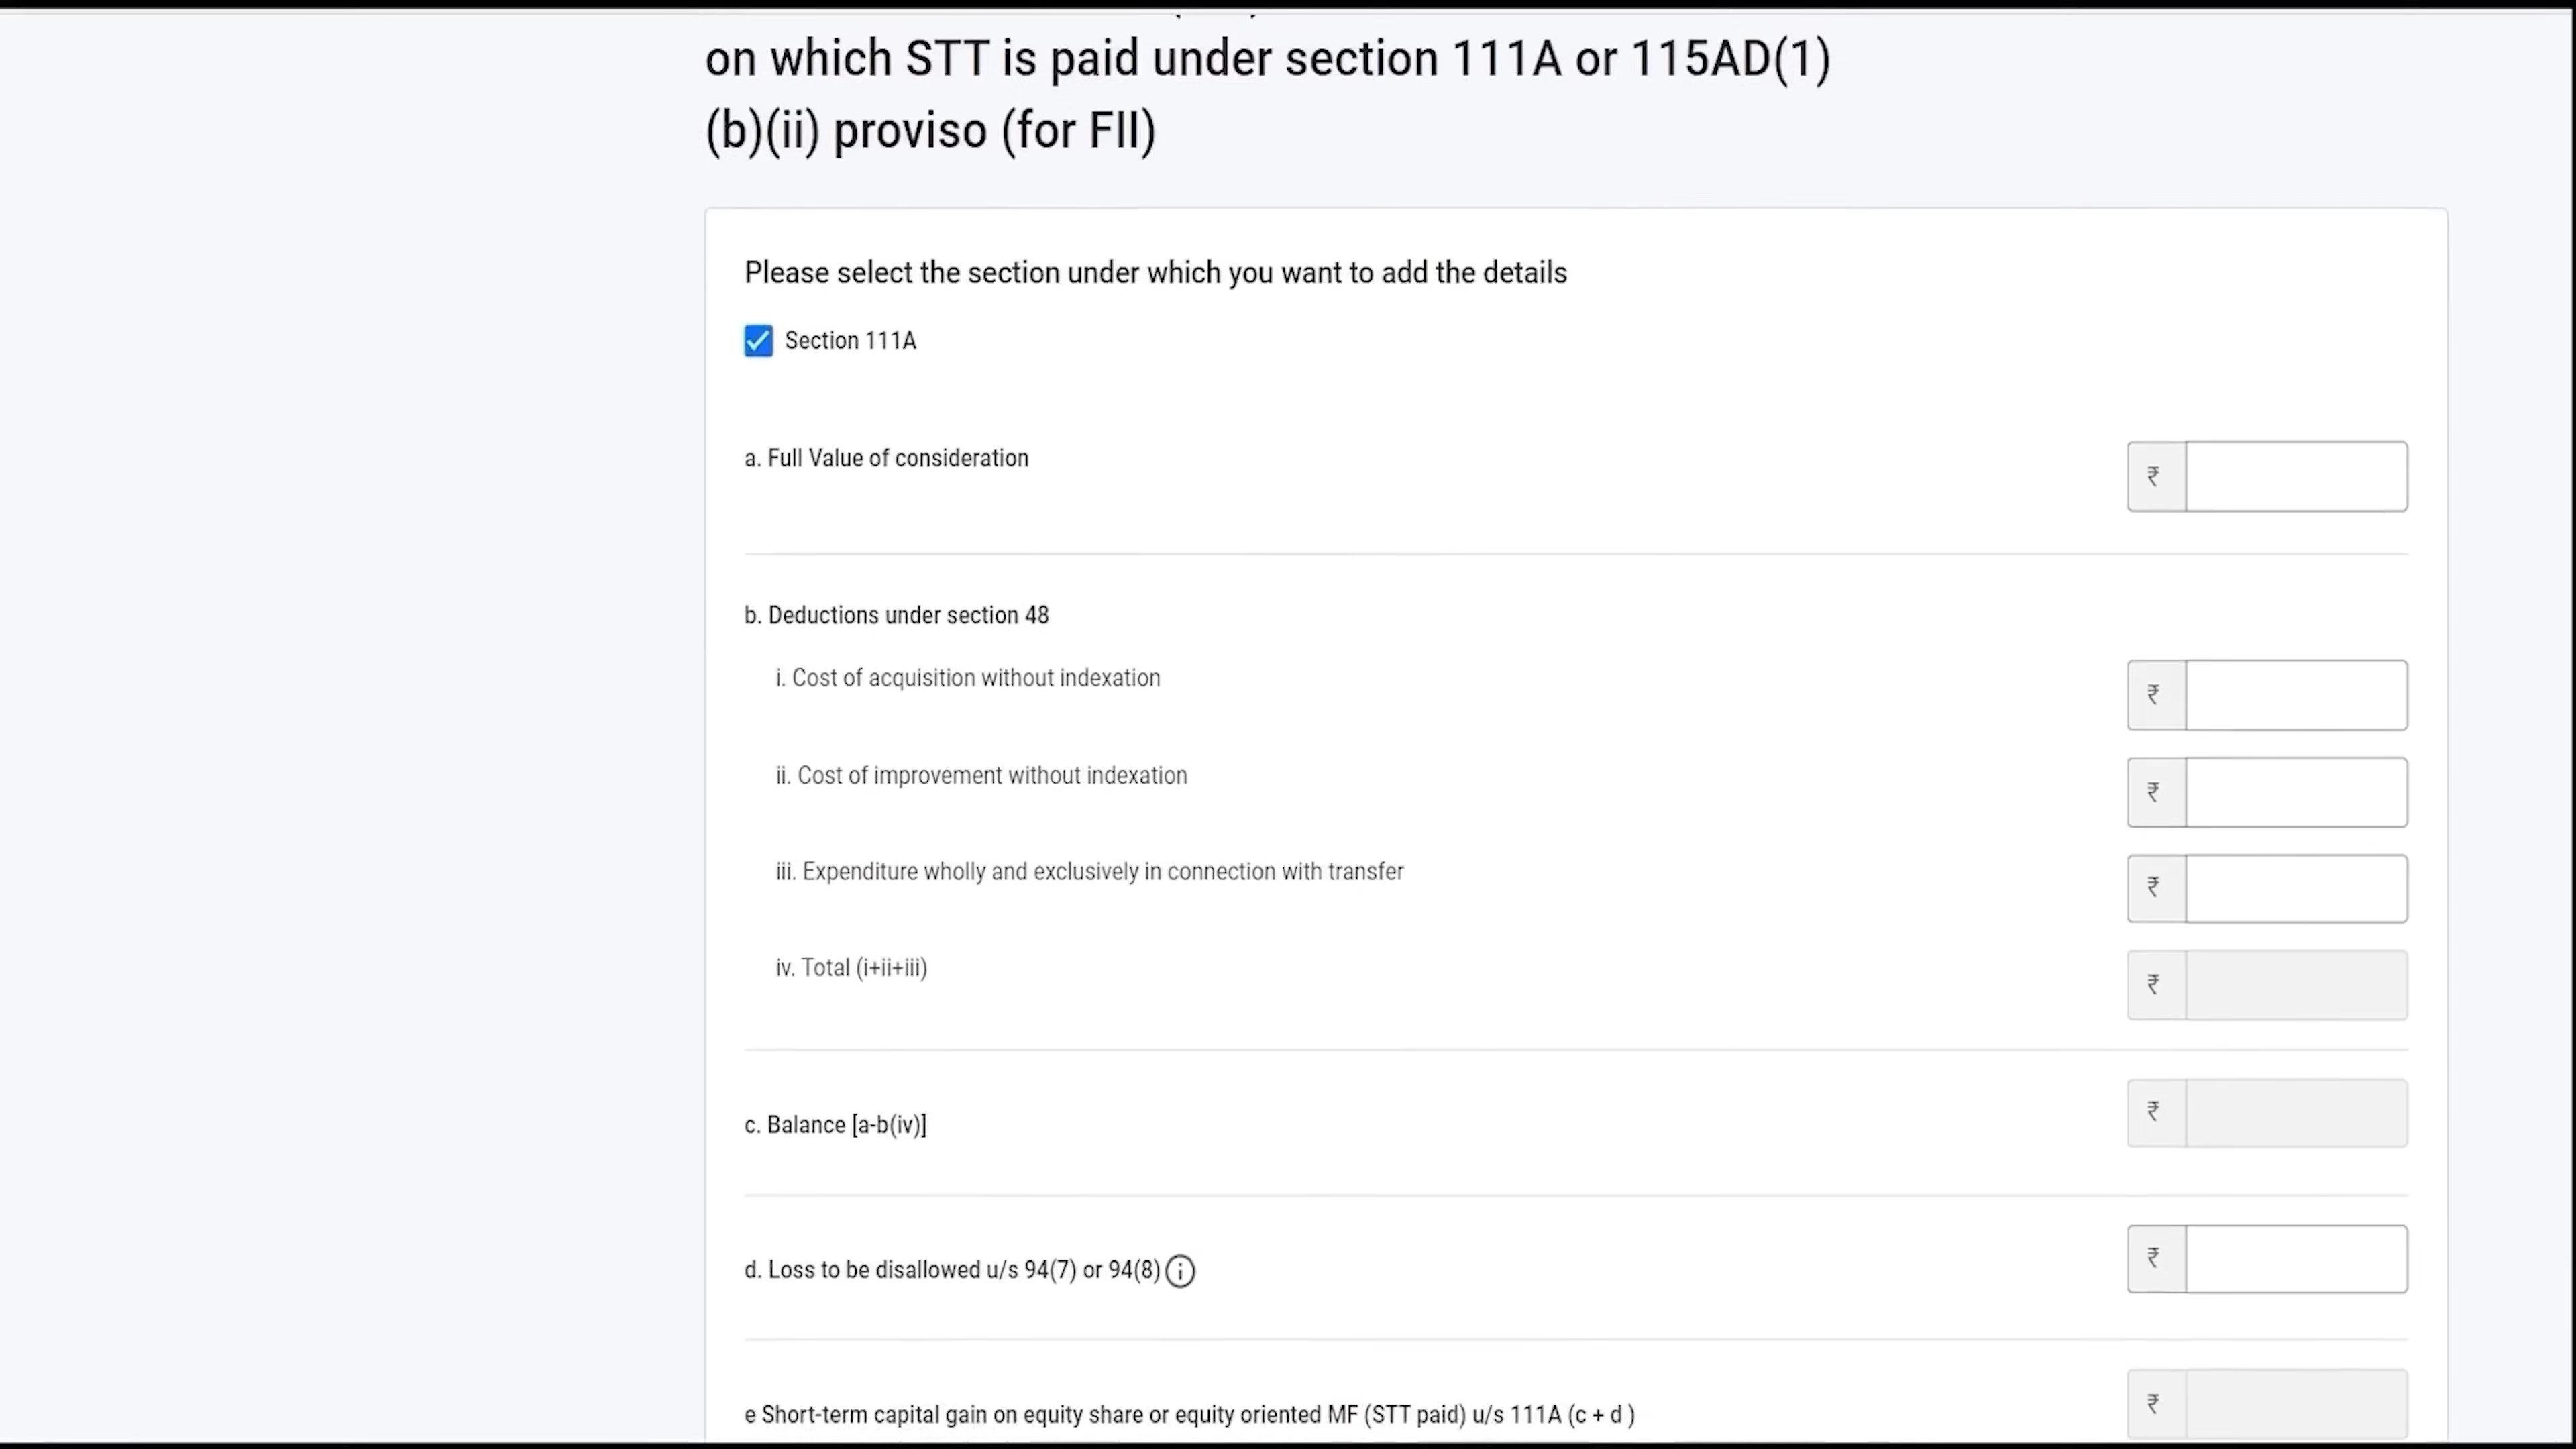 on which STT is paid under section 111A or 115AD(1)
(b)(ii) proviso (for FII)
Please select the section under which you want to add the details
Section 111A
a. Full Value of consideration
₹
b. Deductions under section 48
i. Cost of acquisition without indexation
₹
ii. Cost of improvement without indexation
₹
iii. Expenditure wholly and exclusively in connection with transfer
₹
iv. Total (i+ii+iii)
₹
c. Balance [a-b(iv)]
₹
d. Loss to be disallowed u/s 94(7) or 94(8)
₹
e Short-term capital gain on equity share or equity oriented MF (STT paid) u/s 111A (c + d )
₹